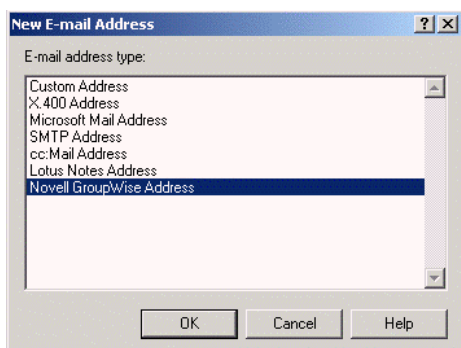 New E-mail Address
E-mail address type:
Custom Address
X.400 Address
Microsoft Mail Address
SMTP Address
cc:Mail Address
Lotus Notes Address
Novell GroupWise Address
OK Cancel Help